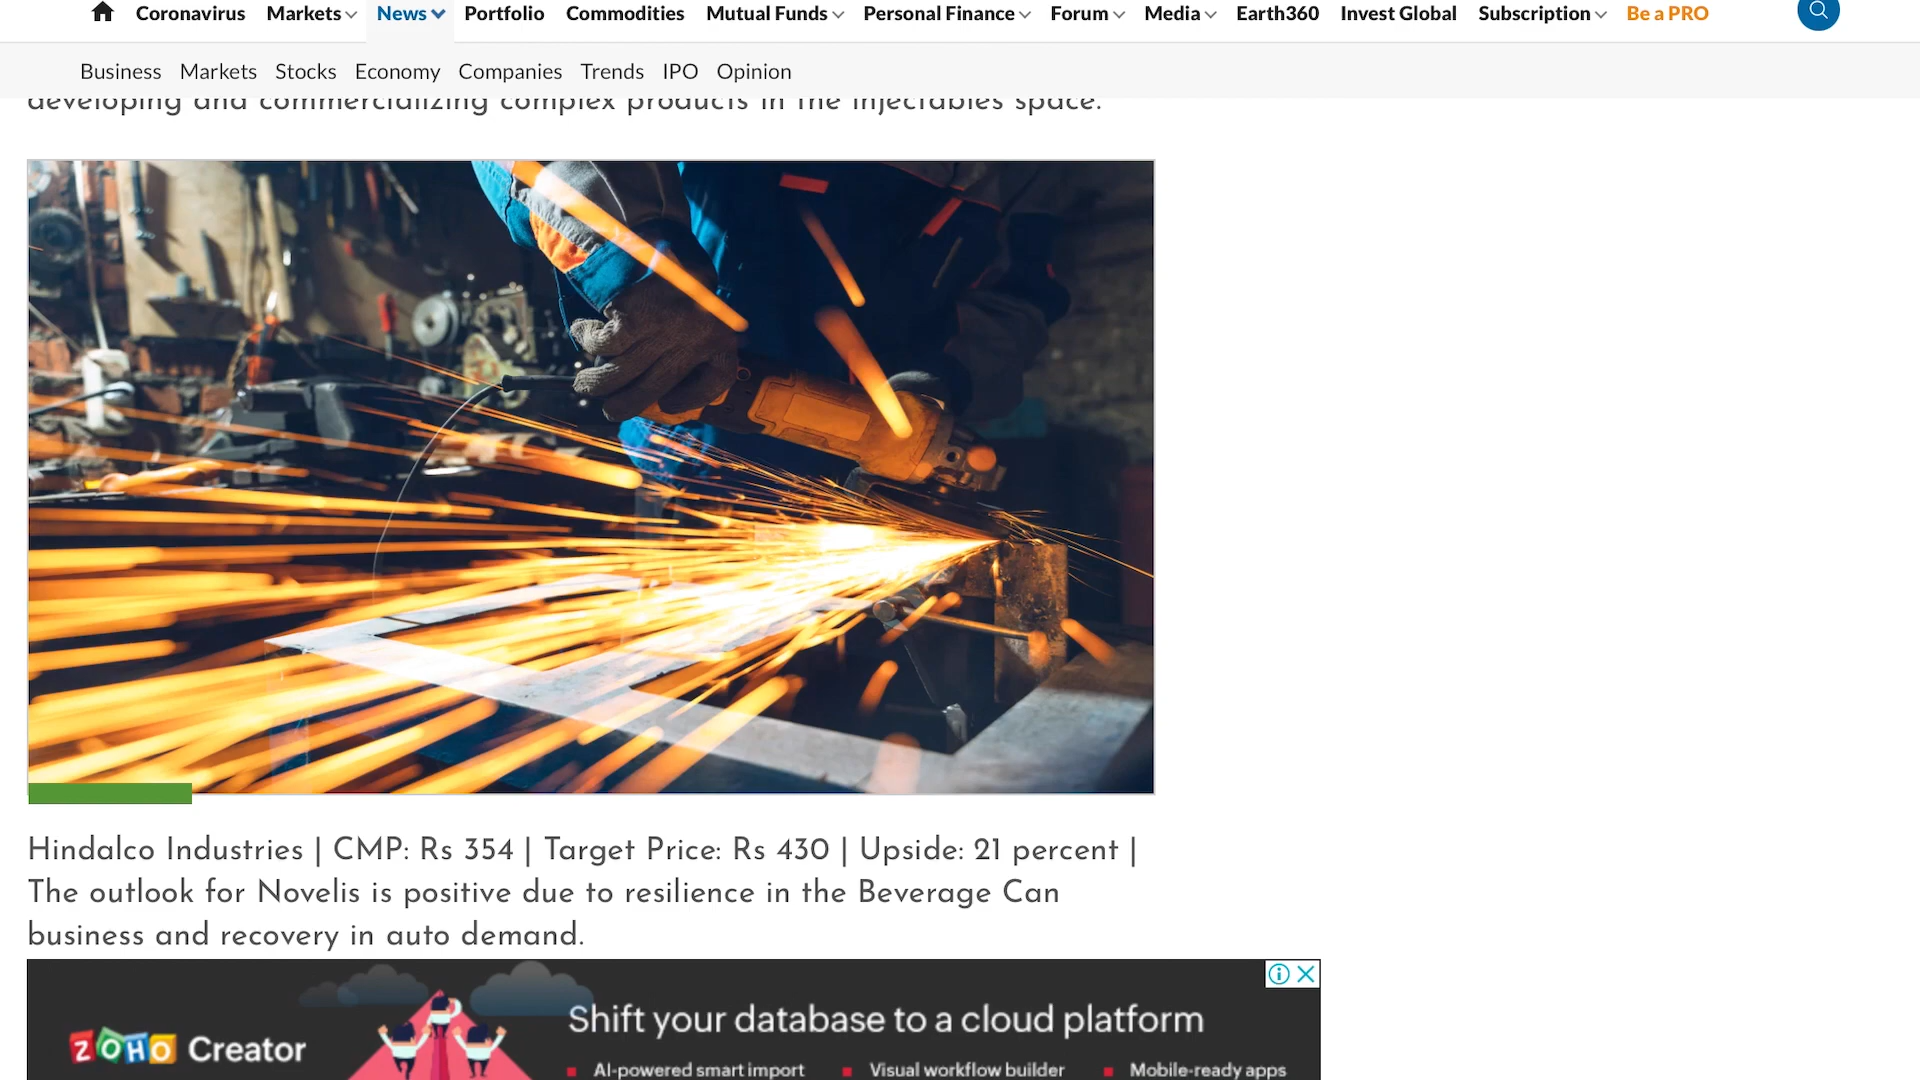 Coronavirus Markets News Portfolio Commodities Mutual Funds Personal Finance Forum Media Earth360 Invest Global Subscription Be a PRO
Business Markets Stocks Economy Companies Trends IPO Opinion
developing and commercializing complex products in the injectables space.
Hindalco Industries | CMP: Rs 354 | Target Price: Rs 430 | Upside: 21 percent |
The outlook for Novelis is positive due to resilience in the Beverage Can
business and recovery in auto demand.
Shift your database to a cloud platform
ZOHO Creator
AI-powered smart import Visual workflow builder Mobile-ready apps